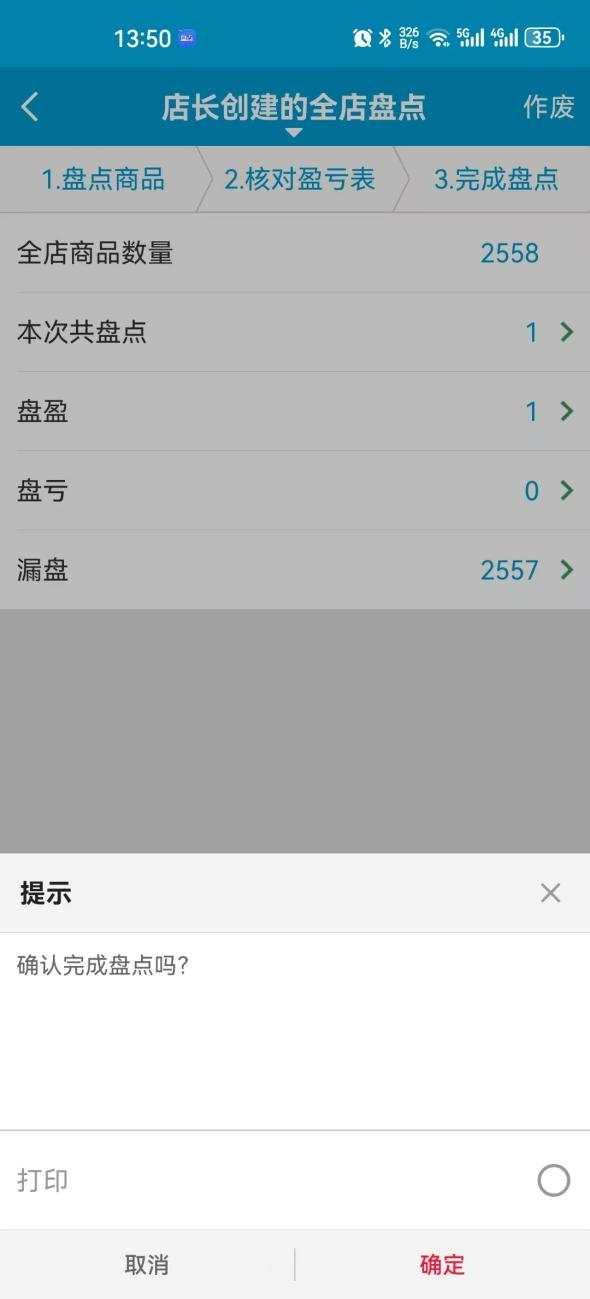 13:50 326 B/s 5G 4G 35
店长创建的全店盘点 作废
1.盘点商品 2.核对盈亏表 3.完成盘点
全店商品数量 2558
本次共盘点 1
盘盈 1
盘亏 0
漏盘 2557
提示
确认完成盘点吗?
打印
取消 确定